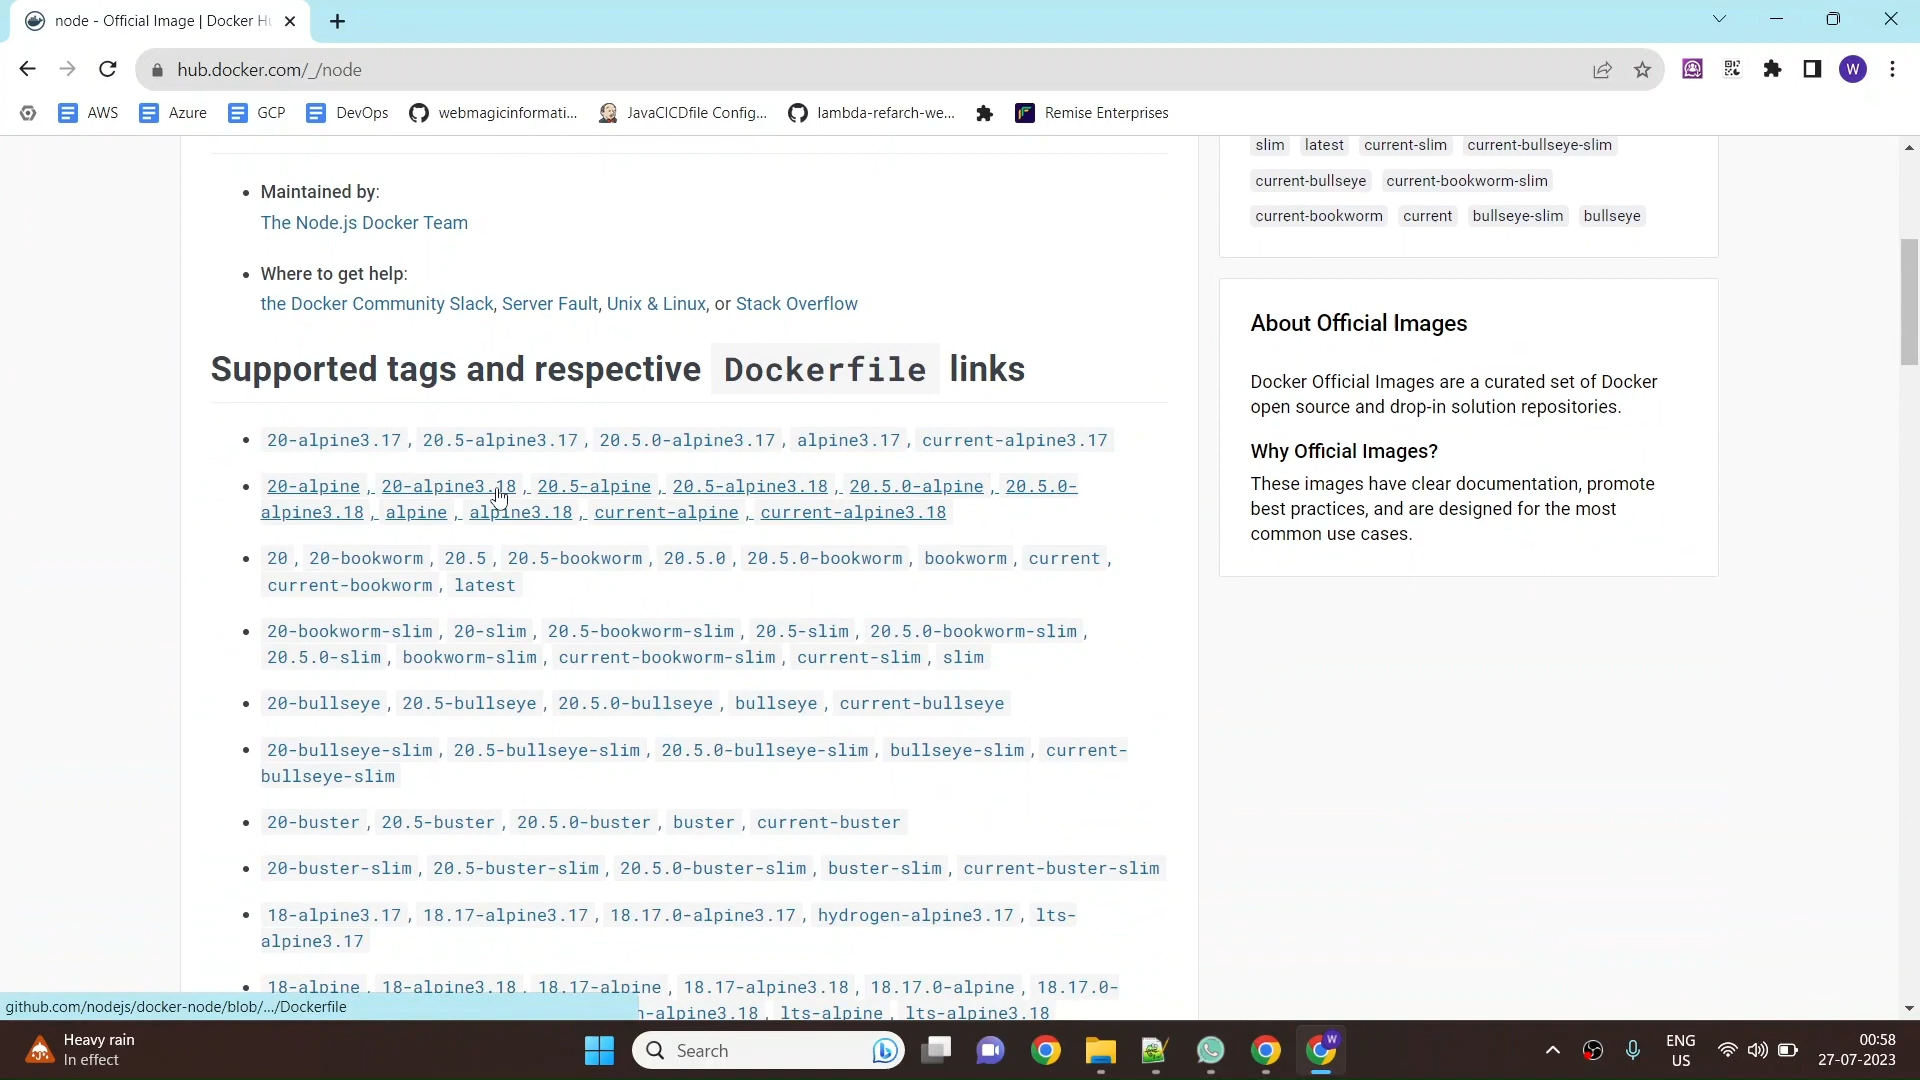 node - Official Image | Docker Hu
hub.docker.com/_/node
W
AWS
Azure
GCP
DevOps
webmagicinformati...
JavaCICDfile Config...
lambda-refarch-we...
Remise Enterprises
Maintained by:
The Node.js Docker Team
Where to get help:
the Docker Community Slack, Server Fault, Unix & Linux, or Stack Overflow
Supported tags and respective Dockerfile links
20-alpine3.17, 20.5-alpine3.17, 20.5.0-alpine3.17, alpine3.17, current-alpine3.17
20-alpine, 20-alpine3.18, 20.5-alpine, 20.5-alpine3.18, 20.5.0-alpine, 20.5.0-
alpine3.18, alpine, alpine3.18, current-alpine, current-alpine3.18
20, 20-bookworm, 20.5, 20.5-bookworm, 20.5.0, 20.5.0-bookworm, bookworm, current,
current-bookworm, latest
20-bookworm-slim, 20-slim, 20.5-bookworm-slim, 20.5-slim, 20.5.0-bookworm-slim,
20.5.0-slim, bookworm-slim, current-bookworm-slim, current-slim, slim
20-bullseye, 20.5-bullseye, 20.5.0-bullseye, bullseye, current-bullseye
20-bullseye-slim, 20.5-bullseye-slim, 20.5.0-bullseye-slim, bullseye-slim, current-
bullseye-slim
20-buster, 20.5-buster, 20.5.0-buster, buster, current-buster
20-buster-slim, 20.5-buster-slim, 20.5.0-buster-slim, buster-slim, current-buster-slim
18-alpine3.17, 18.17-alpine3.17, 18.17.0-alpine3.17, hydrogen-alpine3.17, lts-
alpine3.17
18-alpine, 18-alpine3.18, 18.17-alpine, 18.17-alpine3.18, 18.17.0-alpine, 18.17.0-
-alpine3.18, lts-alpine, lts-alpine3.18
slim latest current-slim current-bullseye-slim
current-bullseye current-bookworm-slim
current-bookworm current bullseye-slim bullseye
About Official Images
Docker Official Images are a curated set of Docker
open source and drop-in solution repositories.
Why Official Images?
These images have clear documentation, promote
best practices, and are designed for the most
common use cases.
github.com/nodejs/docker-node/blob/.../Dockerfile
Heavy rain
In effect
Search
W
ENG
US
00:58
27-07-2023